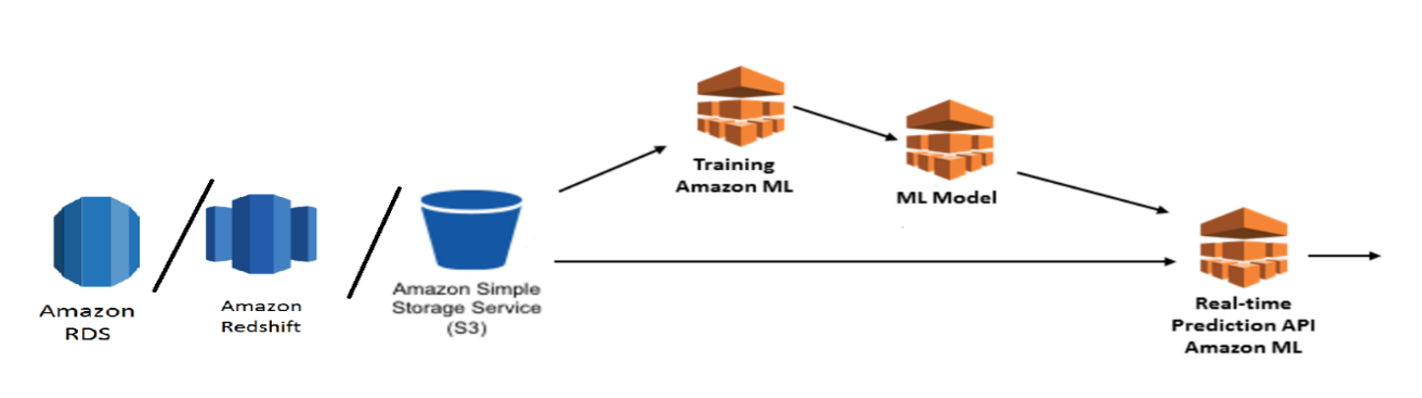 Amazon
RDS
Amazon
Redshift
Amazon Simple
Storage Service
(S3)
Training
Amazon ML
ML Model
Real-time
Prediction API
Amazon ML